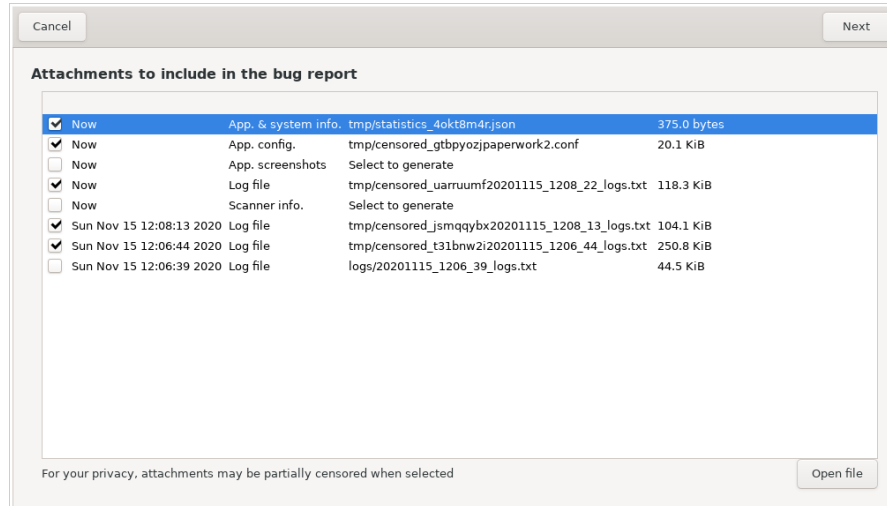 Cancel Next
Attachments to include in the bug report
Now App. & system info. tmp/statistics_4okt8m4r.json 375.0 bytes
Now App. config. tmp/censored_gtbpyozjpaperwork2.conf 20.1 KiB
Now App. screenshots Select to generate
Now Log file tmp/censored_uarruumf20201115_1208_22_logs.txt 118.3 KiB
Now Scanner info. Select to generate
Sun Nov 15 12:08:13 2020 Log file tmp/censored_jsmqqybx20201115_1208_13_logs.txt 104.1 KiB
Sun Nov 15 12:06:44 2020 Log file tmp/censored_t31bnw2i20201115_1206_44_logs.txt 250.8 KiB
Sun Nov 15 12:06:39 2020 Log file logs/20201115_1206_39_logs.txt 44.5 KiB
For your privacy, attachments may be partially censored when selected Open file